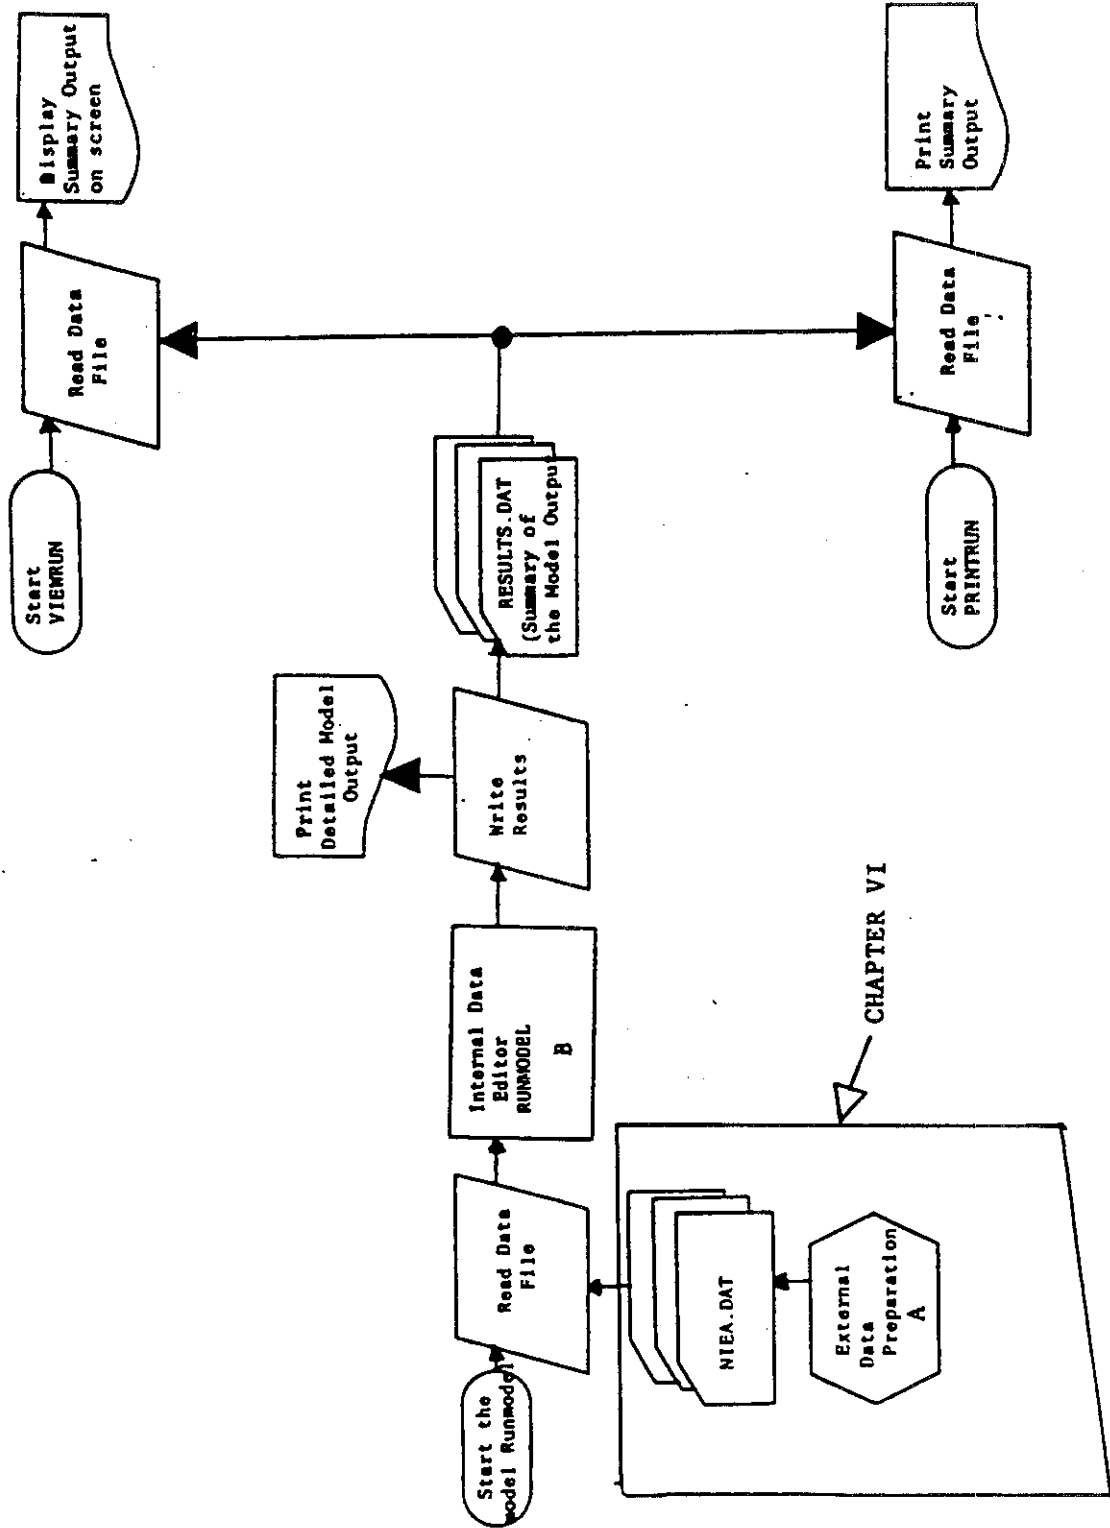 Start
VIEWRUN
Read Data
File
Display
Summary Output
on screen
Print
Detailed Model
Output
Start the
model Runmodel
Read Data
File
Internal Data
Editor
RUNMODEL
B
Write
Results
RESULTS.DAT
(Summary of
the Model Output
NIEA.DAT
External
Data
Preparation
A
CHAPTER VI
Start
PRINTRUN
Read Data
File
Print
Summary
Output